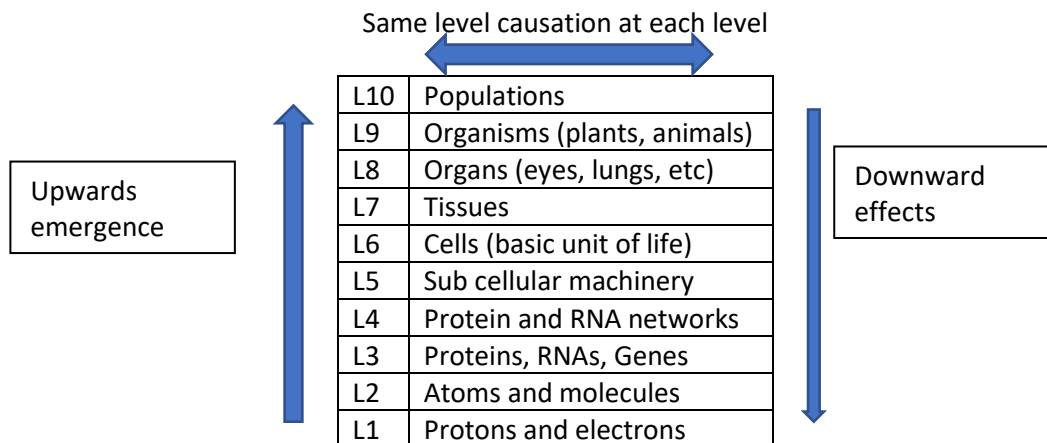 Same level causation at each level
L10 Populations
L9 Organisms (plants, animals)
L8 Organs (eyes, lungs, etc)
L7 Tissues
L6 Cells (basic unit of life)
L5 Sub cellular machinery
L4 Protein and RNA networks
L3 Proteins, RNAs, Genes
L2 Atoms and molecules
L1 Protons and electrons
Upwards
emergence
Downward
effects